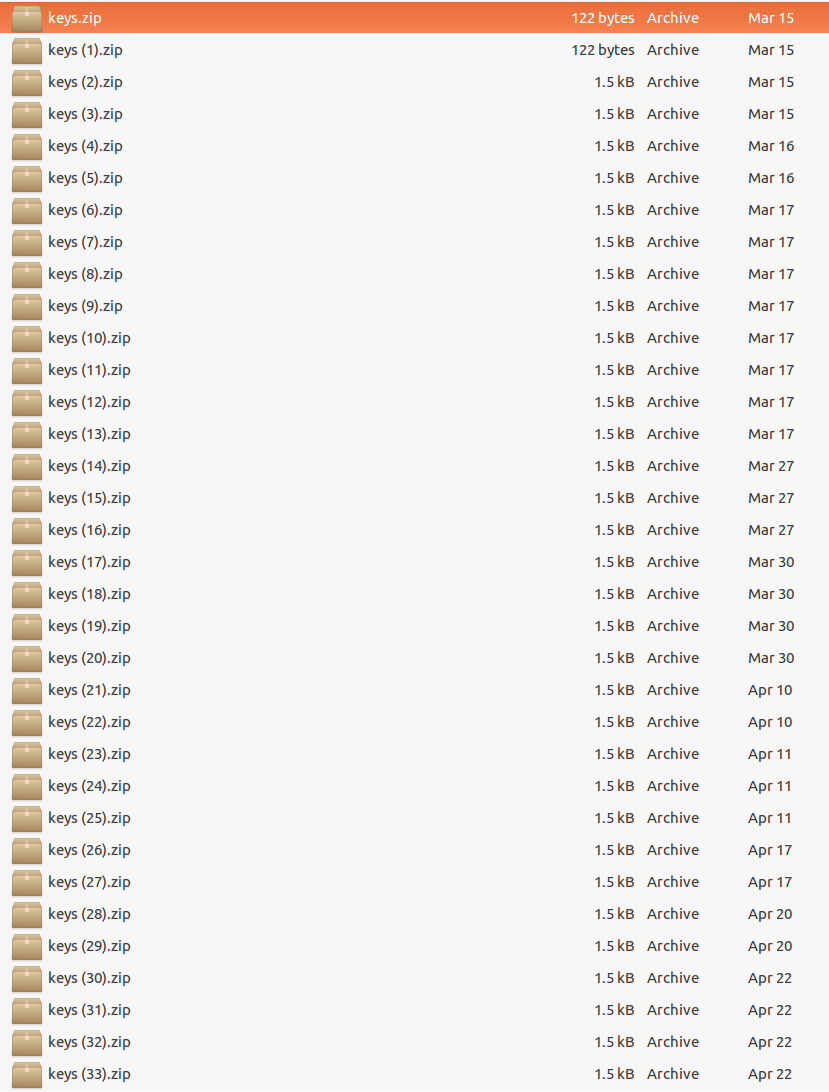 keys.zip 122 bytes Archive Mar 15
keys (1).zip 122 bytes Archive Mar 15
keys (2).zip 1.5 kB Archive Mar 15
keys (3).zip 1.5 kB Archive Mar 15
keys (4).zip 1.5 kB Archive Mar 16
keys (5).zip 1.5 kB Archive Mar 16
keys (6).zip 1.5 kB Archive Mar 17
keys (7).zip 1.5 kB Archive Mar 17
keys (8).zip 1.5 kB Archive Mar 17
keys (9).zip 1.5 kB Archive Mar 17
keys (10).zip 1.5 kB Archive Mar 17
keys (11).zip 1.5 kB Archive Mar 17
keys (12).zip 1.5 kB Archive Mar 17
keys (13).zip 1.5 kB Archive Mar 17
keys (14).zip 1.5 kB Archive Mar 27
keys (15).zip 1.5 kB Archive Mar 27
keys (16).zip 1.5 kB Archive Mar 27
keys (17).zip 1.5 kB Archive Mar 30
keys (18).zip 1.5 kB Archive Mar 30
keys (19).zip 1.5 kB Archive Mar 30
keys (20).zip 1.5 kB Archive Mar 30
keys (21).zip 1.5 kB Archive Apr 10
keys (22).zip 1.5 kB Archive Apr 10
keys (23).zip 1.5 kB Archive Apr 11
keys (24).zip 1.5 kB Archive Apr 11
keys (25).zip 1.5 kB Archive Apr 11
keys (26).zip 1.5 kB Archive Apr 17
keys (27).zip 1.5 kB Archive Apr 17
keys (28).zip 1.5 kB Archive Apr 20
keys (29).zip 1.5 kB Archive Apr 20
keys (30).zip 1.5 kB Archive Apr 22
keys (31).zip 1.5 kB Archive Apr 22
keys (32).zip 1.5 kB Archive Apr 22
keys (33).zip 1.5 kB Archive Apr 22